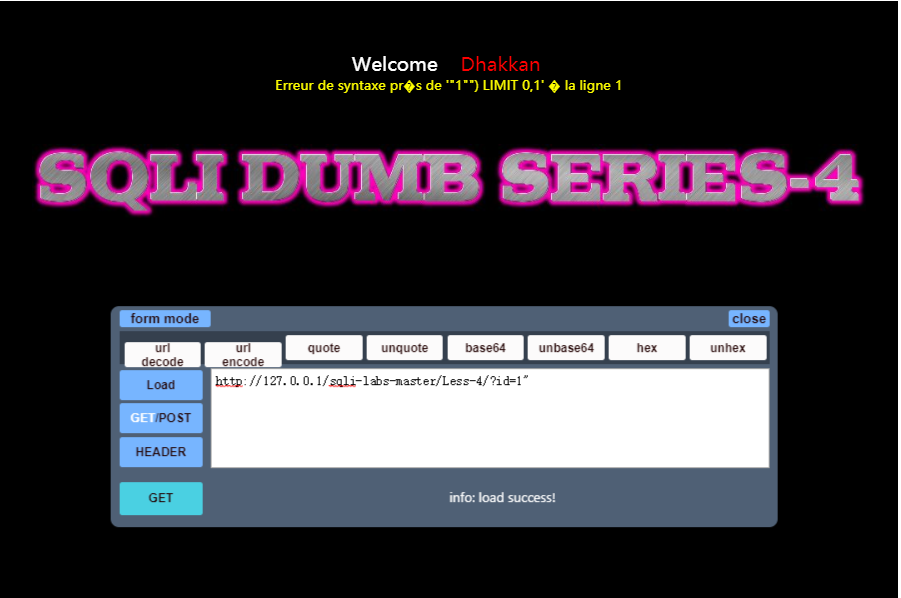 Welcome Dhakkan
Erreur de syntaxe pr�s de '"1"") LIMIT 0,1' � la ligne 1
SQLI DUMB SERIES-4
form mode close
url decode url encode quote unquote base64 unbase64 hex unhex
Load
http://127.0.0.1/sqli-labs-master/Less-4/?id=1"
GET/POST
HEADER
GET
info: load success!